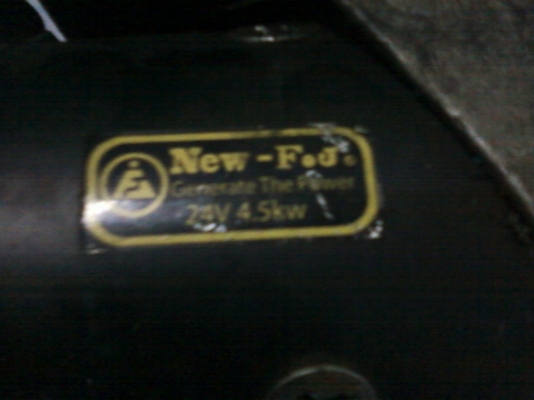 New-F.J.
Generate The Power
24V 4.5kw